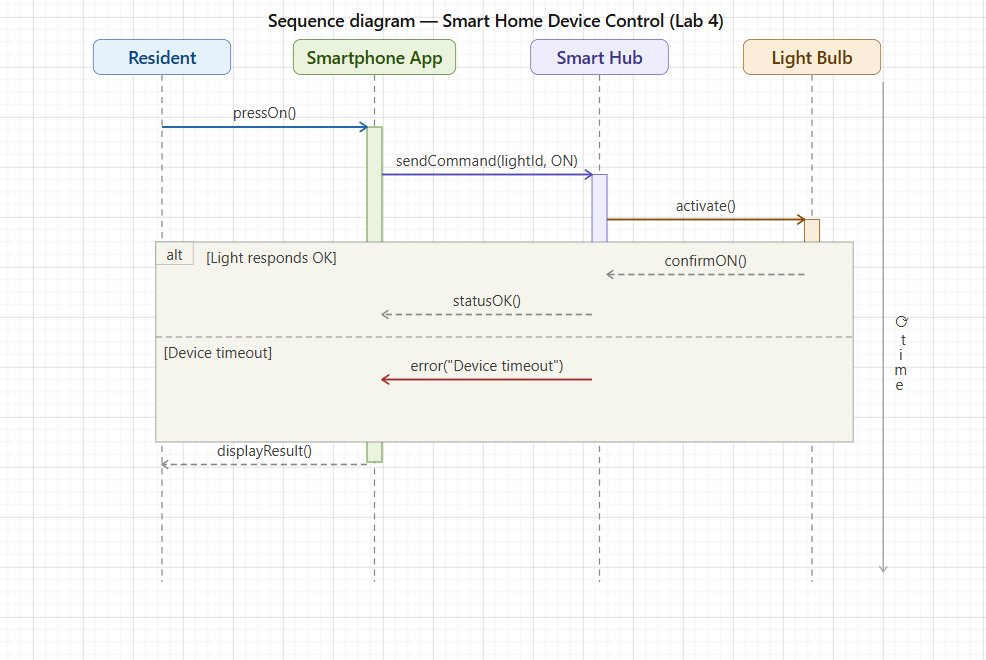 Sequence diagram — Smart Home Device Control (Lab 4)
Resident
Smartphone App
Smart Hub
Light Bulb
pressOn()
sendCommand(lightId, ON)
activate()
alt
[Light responds OK]
confirmON()
statusOK()
[Device timeout]
error("Device timeout")
displayResult()
⟳ time